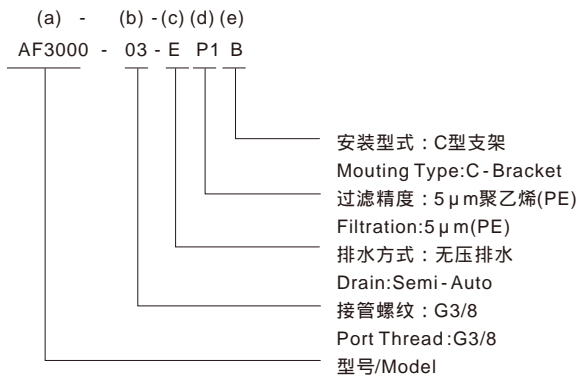 (a) - (b) - (c) (d) (e)
AF3000 - 03 - E P1 B
安装型式：C型支架
Mouting Type:C-Bracket
过滤精度：5μm聚乙烯(PE)
Filtration:5μm(PE)
排水方式：无压排水
Drain:Semi-Auto
接管螺纹：G3/8
Port Thread:G3/8
型号/Model